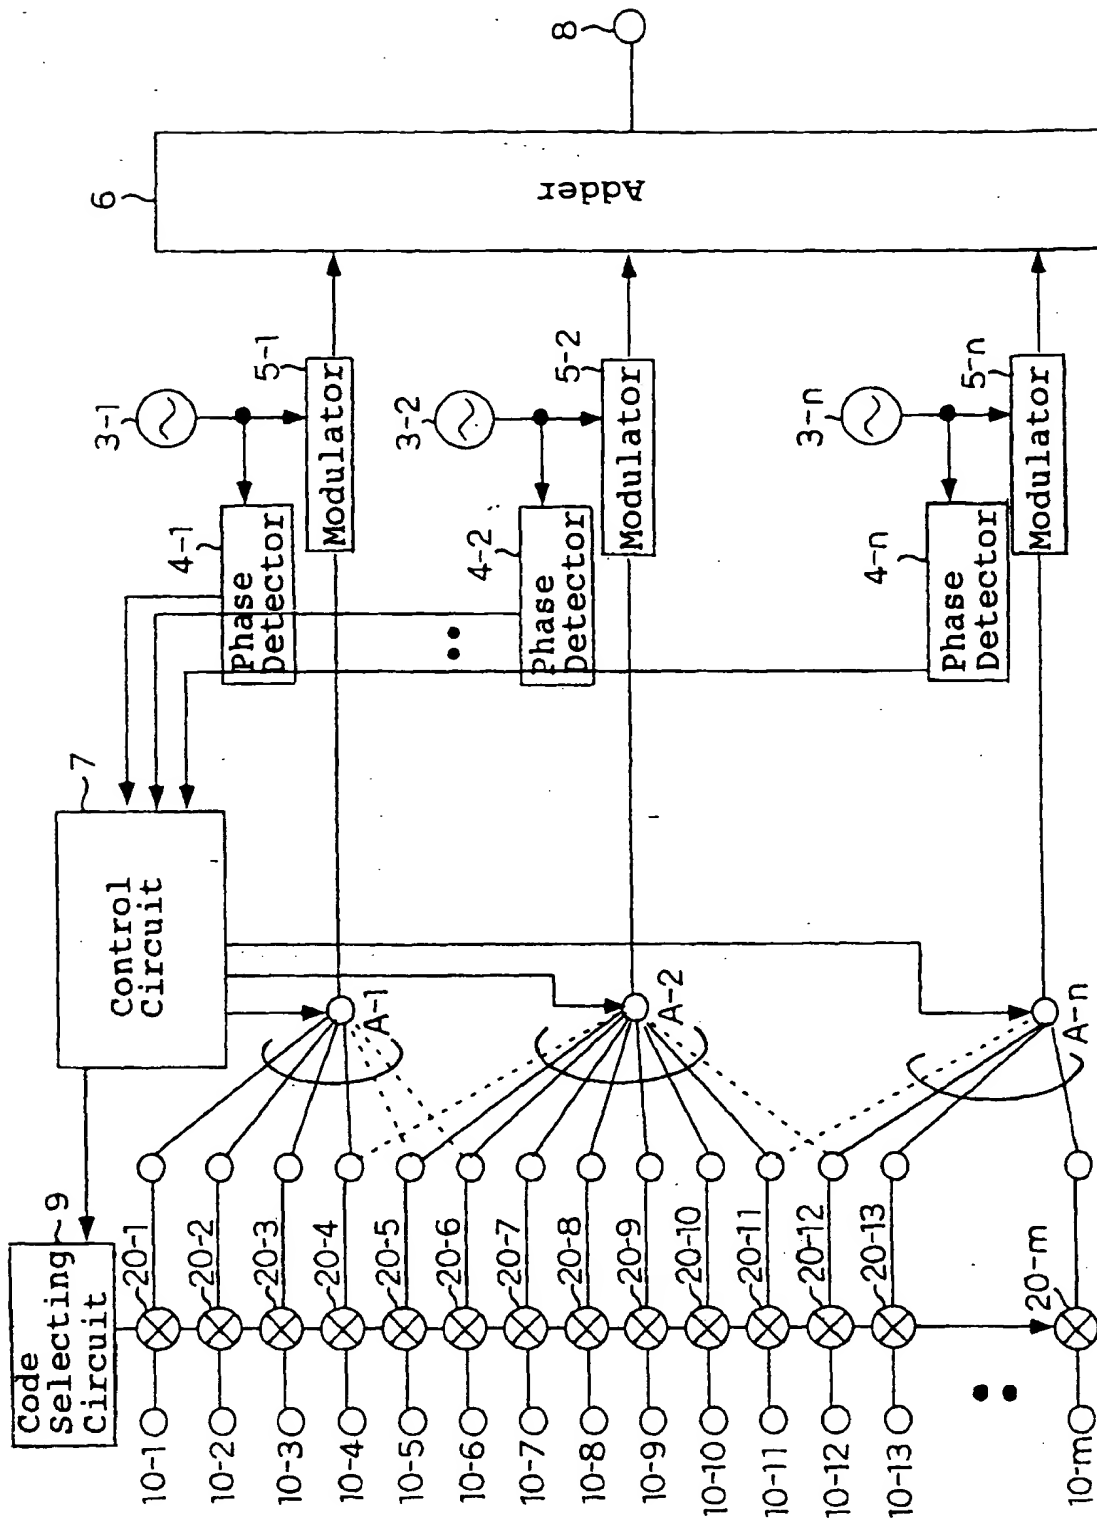 Code
Selecting
Circuit
9
7
Control
Circuit
10-1
10-2
10-3
10-4
10-5
10-6
10-7
10-8
10-9
10-10
10-11
10-12
10-13
10-m
20-1
20-2
20-3
20-4
20-5
20-6
20-7
20-8
20-9
20-10
20-11
20-12
20-13
20-m
A-1
A-2
A-n
4-1
Phase
Detector
4-2
Phase
Detector
4-n
Phase
Detector
3-1
3-2
3-n
5-1
Modulator
5-2
Modulator
5-n
Modulator
6
Adder
8